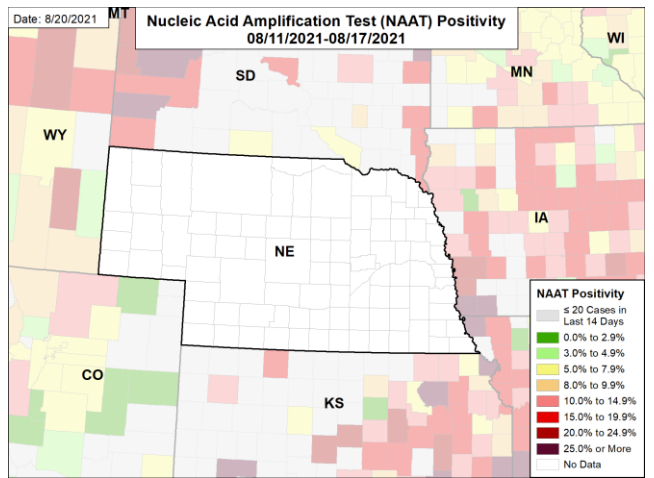 Date: 8/20/2021
Nucleic Acid Amplification Test (NAAT) Positivity
08/11/2021-08/17/2021
MT
WI
SD
MN
WY
IA
NE
CO
KS
NAAT Positivity
≤ 20 Cases in
Last 14 Days
0.0% to 2.9%
3.0% to 4.9%
5.0% to 7.9%
8.0% to 9.9%
10.0% to 14.9%
15.0% to 19.9%
20.0% to 24.9%
25.0% or More
No Data